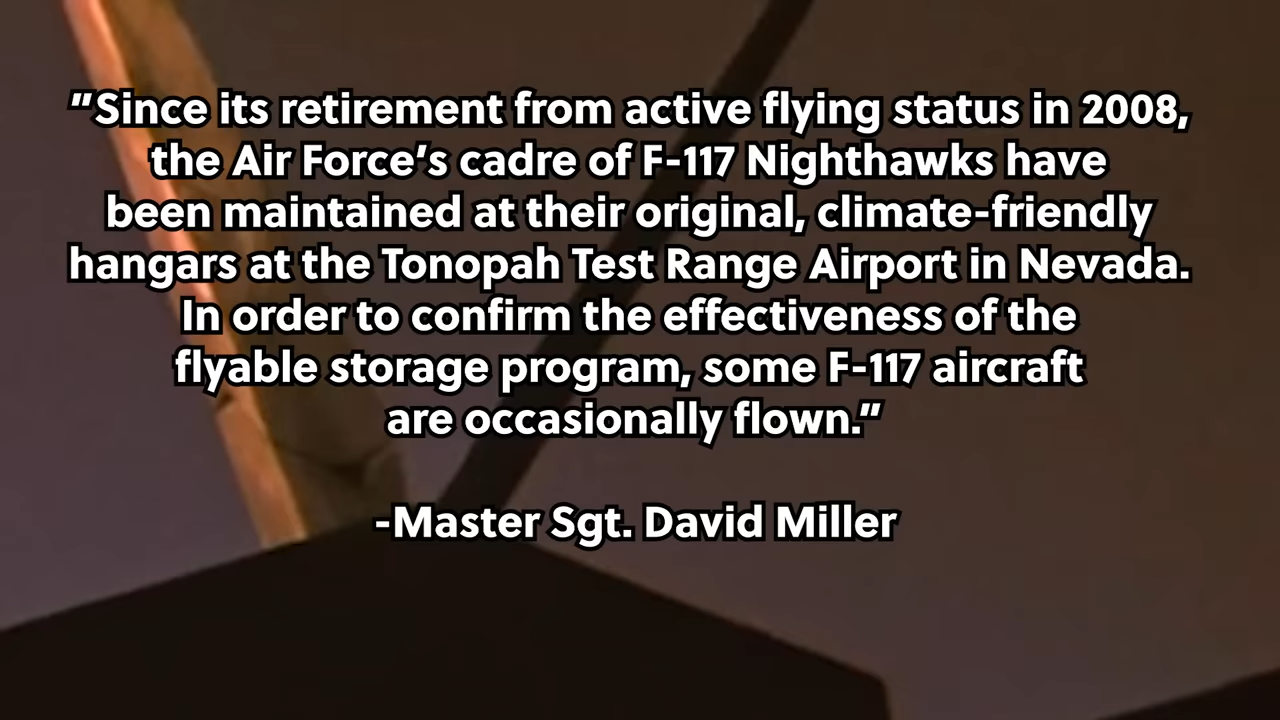 "Since its retirement from active flying status in 2008,
the Air Force's cadre of F-117 Nighthawks have
been maintained at their original, climate-friendly
hangars at the Tonopah Test Range Airport in Nevada.
In order to confirm the effectiveness of the
flyable storage program, some F-117 aircraft
are occasionally flown."
-Master Sgt. David Miller